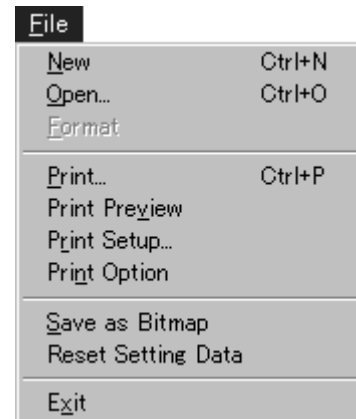 File
New Ctrl+N
Open... Ctrl+O
Format
Print... Ctrl+P
Print Preview
Print Setup...
Print Option
Save as Bitmap
Reset Setting Data
Exit